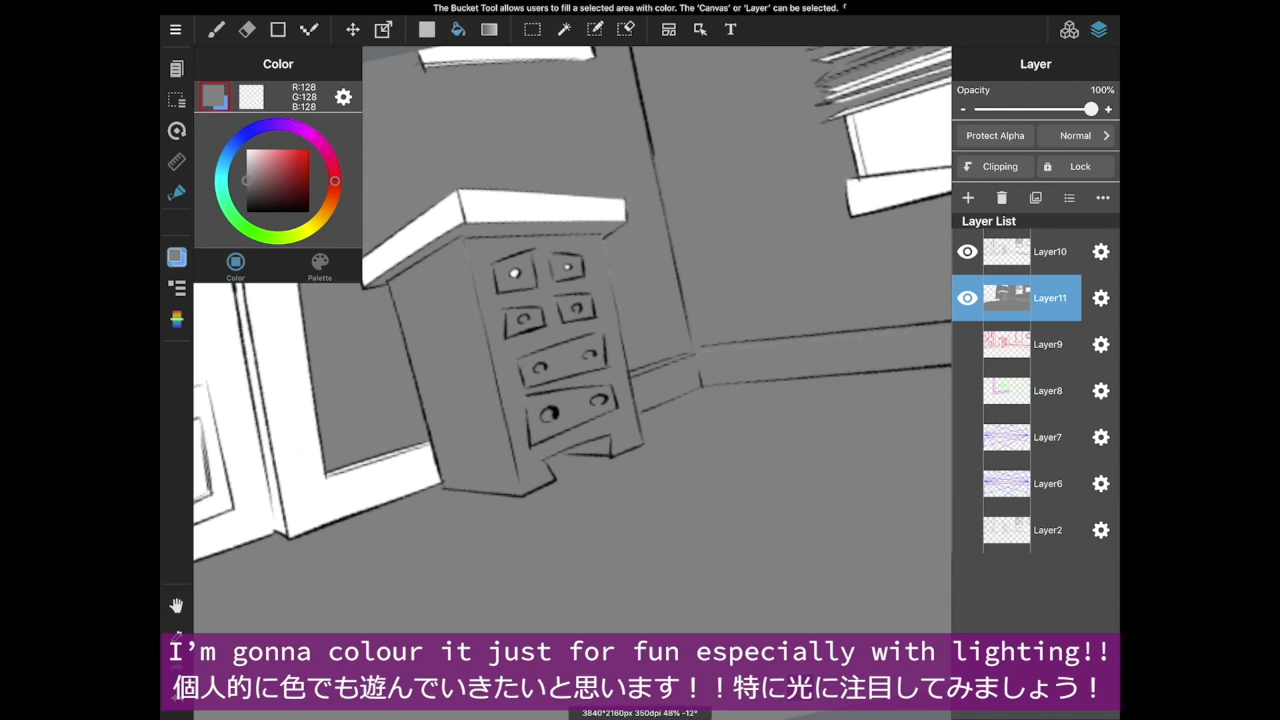 The Bucket Tool allows users to fill a selected area with color. The 'Canvas' or 'Layer' can be selected.
T
Color
Layer
R:128
G:128
B:128
Opacity
100%
- +
Protect Alpha
Normal
Clipping
Lock
Layer List
Layer10
Layer11
Layer9
Layer8
Layer7
Layer6
Layer2
Color
Palette
I'm gonna colour it just for fun especially with lighting!!
個人的に色でも遊んでいきたいと思います！！特に光に注目してみましょう！
3840*2160px 350dpi 48% -12°